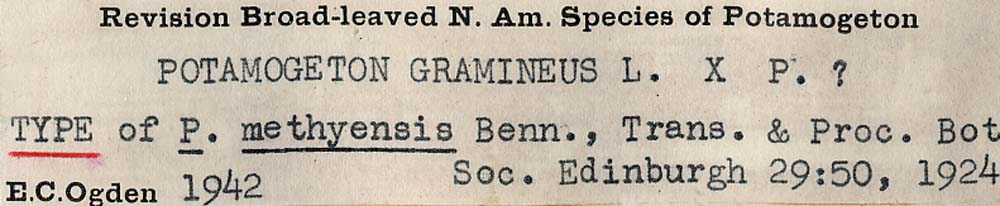 Revision Broad-leaved N. Am. Species of Potamogeton
POTAMOGETON GRAMINEUS L. X P. ?
TYPE of P. methyensis Benn., Trans. & Proc. Bot
Soc. Edinburgh 29:50, 1924
E.C.Ogden 1942